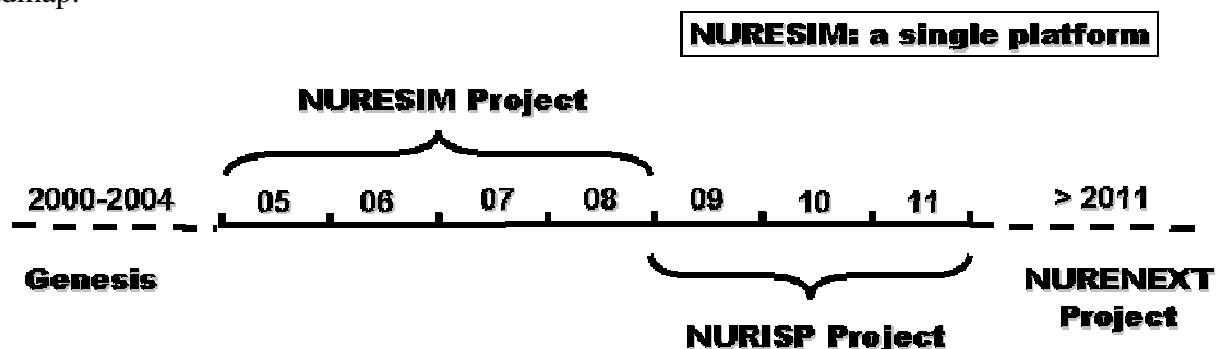 NURESIM: a single platform
NURESIM Project
2000-2004 05 06 07 08 09 10 11 > 2011
Genesis
NURISP Project
NURENEXT
Project